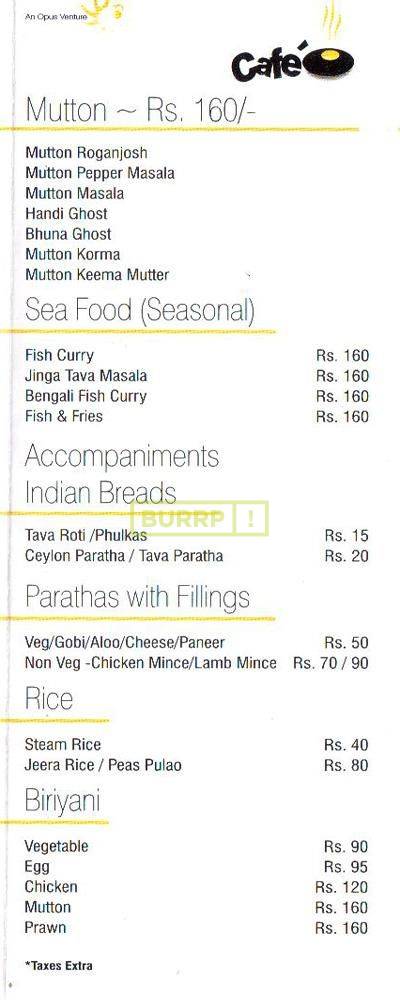 An Opus Venture
Café
Mutton ~ Rs. 160/-
Mutton Roganjosh
Mutton Pepper Masala
Mutton Masala
Handi Ghost
Bhuna Ghost
Mutton Korma
Mutton Keema Mutter
Sea Food (Seasonal)
Fish Curry Rs. 160
Jinga Tava Masala Rs. 160
Bengali Fish Curry Rs. 160
Fish & Fries Rs. 160
Accompaniments
Indian Breads
BURRP !
Tava Roti /Phulkas Rs. 15
Ceylon Paratha / Tava Paratha Rs. 20
Parathas with Fillings
Veg/Gobi/Aloo/Cheese/Paneer Rs. 50
Non Veg -Chicken Mince/Lamb Mince Rs. 70 / 90
Rice
Steam Rice Rs. 40
Jeera Rice / Peas Pulao Rs. 80
Biriyani
Vegetable Rs. 90
Egg Rs. 95
Chicken Rs. 120
Mutton Rs. 160
Prawn Rs. 160
*Taxes Extra